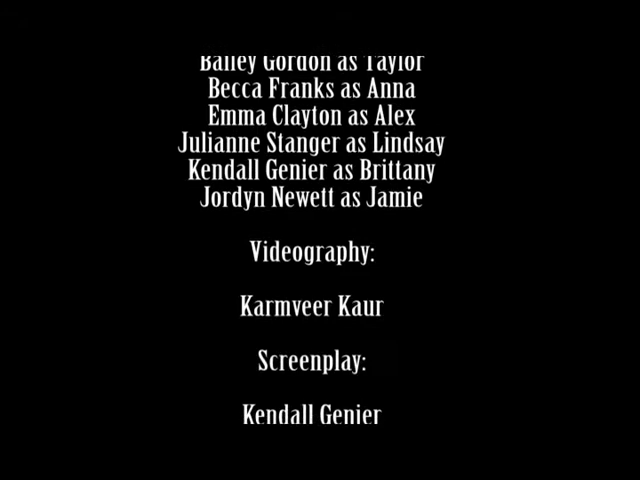 Bailey Gordon as Taylor
Becca Franks as Anna
Emma Clayton as Alex
Julianne Stanger as Lindsay
Kendall Genier as Brittany
Jordyn Newett as Jamie
Videography:
Karmveer Kaur
Screenplay:
Kendall Genier